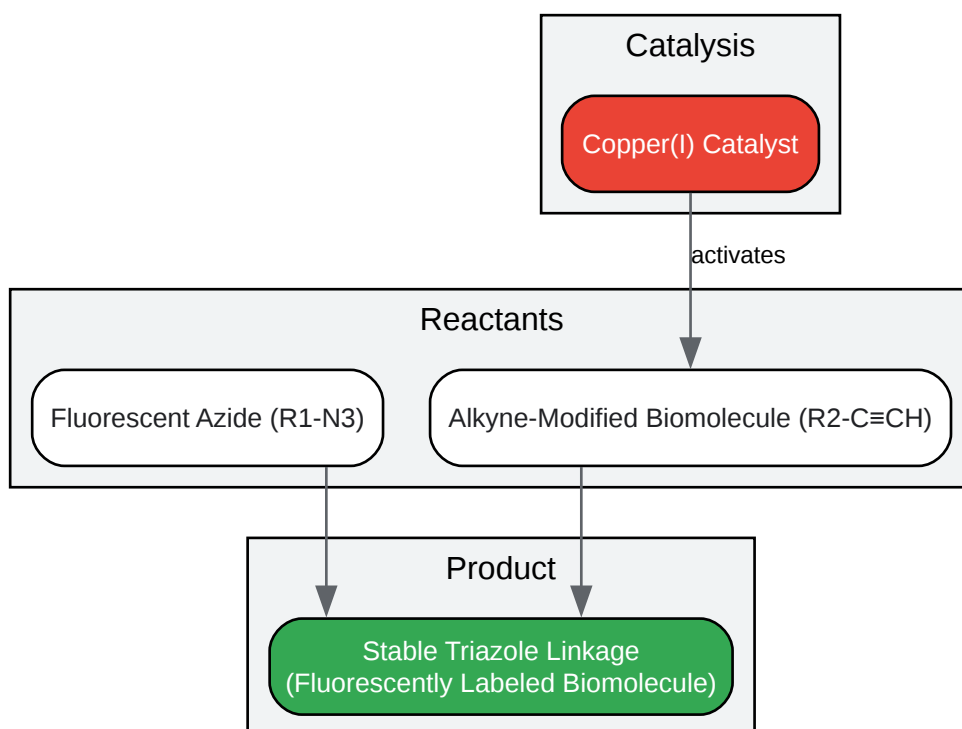 Catalysis
Copper(I) Catalyst
activates
Reactants
Fluorescent Azide (R1-N3)
Alkyne-Modified Biomolecule (R2-C≡CH)
Product
Stable Triazole Linkage
(Fluorescently Labeled Biomolecule)